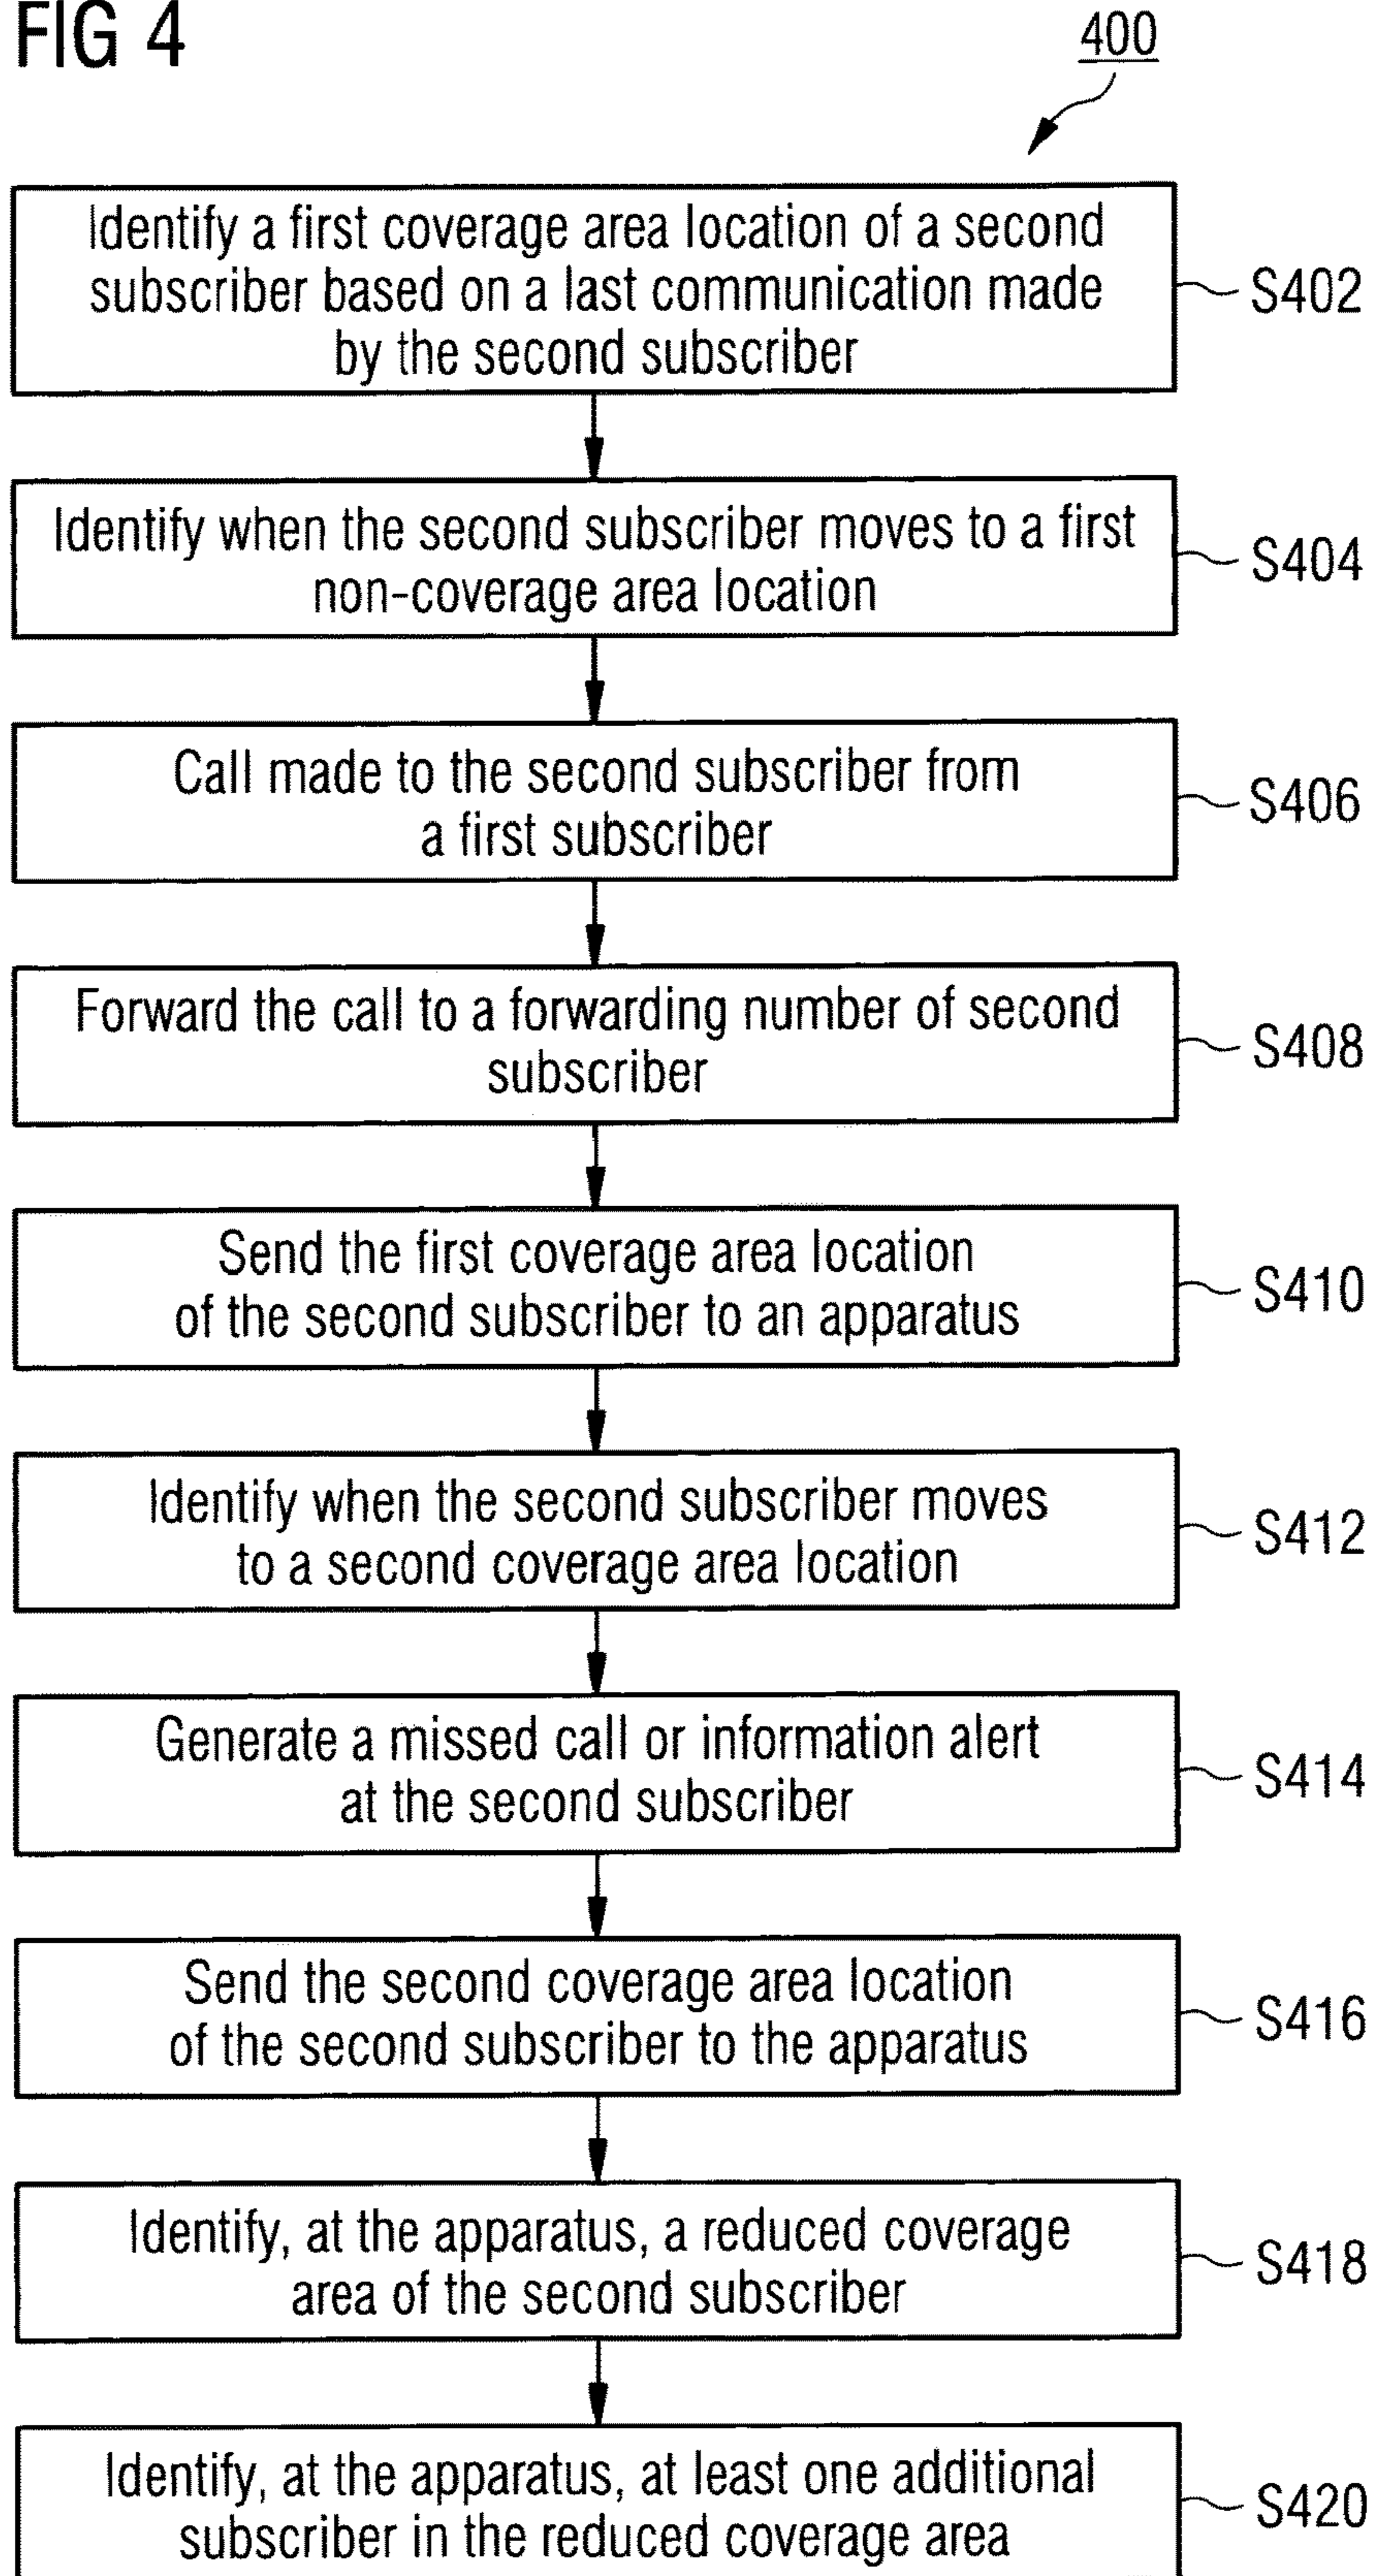 FIG 4
400
Identify a first coverage area location of a second
subscriber based on a last communication made
by the second subscriber
S402
Identify when the second subscriber moves to a first
non-coverage area location
S404
Call made to the second subscriber from
a first subscriber
S406
Forward the call to a forwarding number of second
subscriber
S408
Send the first coverage area location
of the second subscriber to an apparatus
S410
Identify when the second subscriber moves
to a second coverage area location
S412
Generate a missed call or information alert
at the second subscriber
S414
Send the second coverage area location
of the second subscriber to the apparatus
S416
Identify, at the apparatus, a reduced coverage
area of the second subscriber
S418
Identify, at the apparatus, at least one additional
subscriber in the reduced coverage area
S420